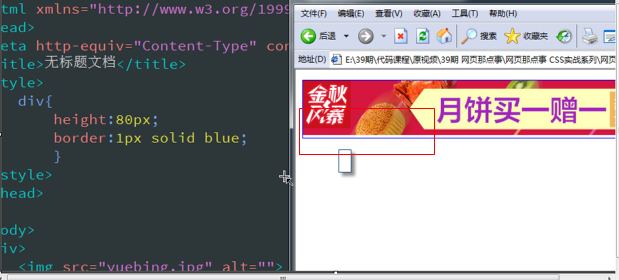 tml xmlns="http://www.w3.org/1999
ead>
eta http-equiv="Content-Type" con
itle>无标题文档</title>
tyle>
div{
height:80px;
border:1px solid blue;
}
style>
head>
ody>
iv>
<img src="yuebing.jpg" alt="">
文件(F) 编辑(E) 查看(V) 收藏(A) 工具(T) 帮助(H)
后退 搜索 收藏夹
地址(D) E:\39期\代码课程\原视频\39期 网页那点事\网页那点事 CSS实战系列\网页
金秋
风暴
月饼买一赠一